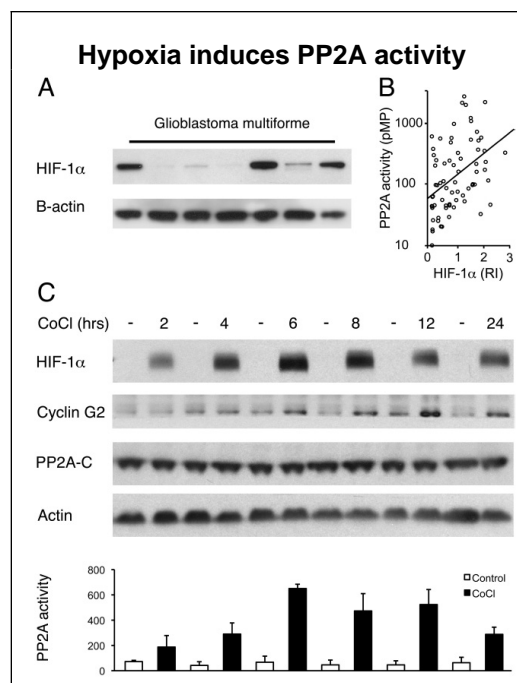 Hypoxia induces PP2A activity
A
Glioblastoma multiforme
HIF-1α
B-actin
B
PP2A activity (pMP)
1000
100
10
0 1 2 3
HIF-1α (RI)
C
CoCl (hrs) - 2 - 4 - 6 - 8 - 12 - 24
HIF-1α
Cyclin G2
PP2A-C
Actin
PP2A activity
800
600
400
200
0
Control
CoCl